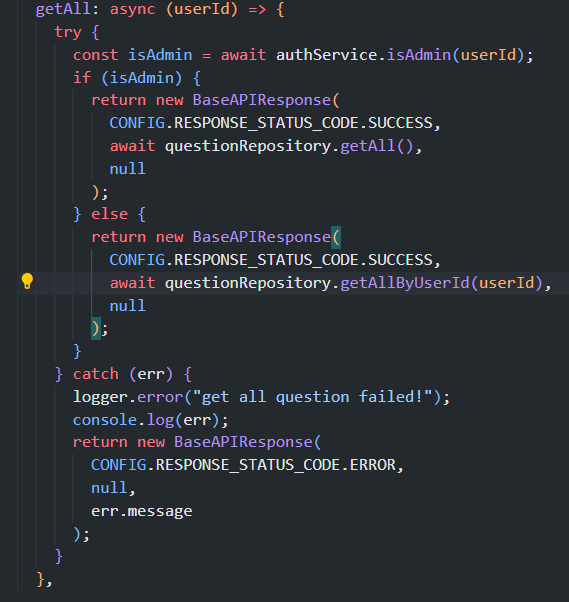 getAll: async (userId) => {
try {
const isAdmin = await authService.isAdmin(userId);
if (isAdmin) {
return new BaseAPIResponse(
CONFIG.RESPONSE_STATUS_CODE.SUCCESS,
await questionRepository.getAll(),
null
);
} else {
return new BaseAPIResponse(
CONFIG.RESPONSE_STATUS_CODE.SUCCESS,
await questionRepository.getAllByUserId(userId),
null
);
}
} catch (err) {
logger.error("get all question failed!");
console.log(err);
return new BaseAPIResponse(
CONFIG.RESPONSE_STATUS_CODE.ERROR,
null,
err.message
);
}
},